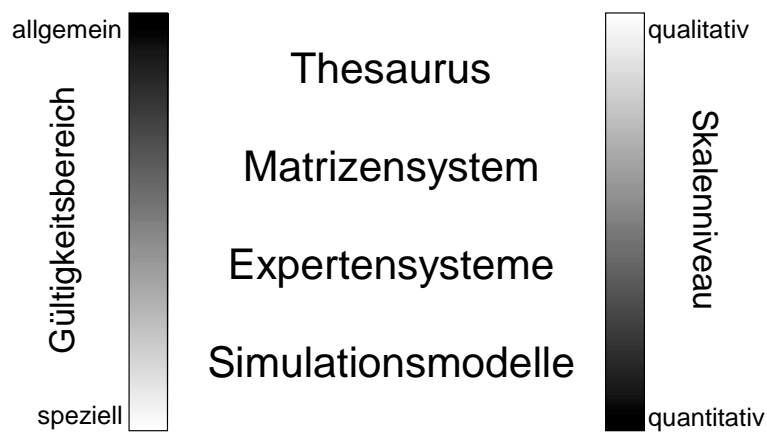 allgemein
qualitativ
Thesaurus
Gültigkeitsbereich
Matrizensystem
Skalenniveau
Expertensysteme
Simulationsmodelle
speziell
quantitativ